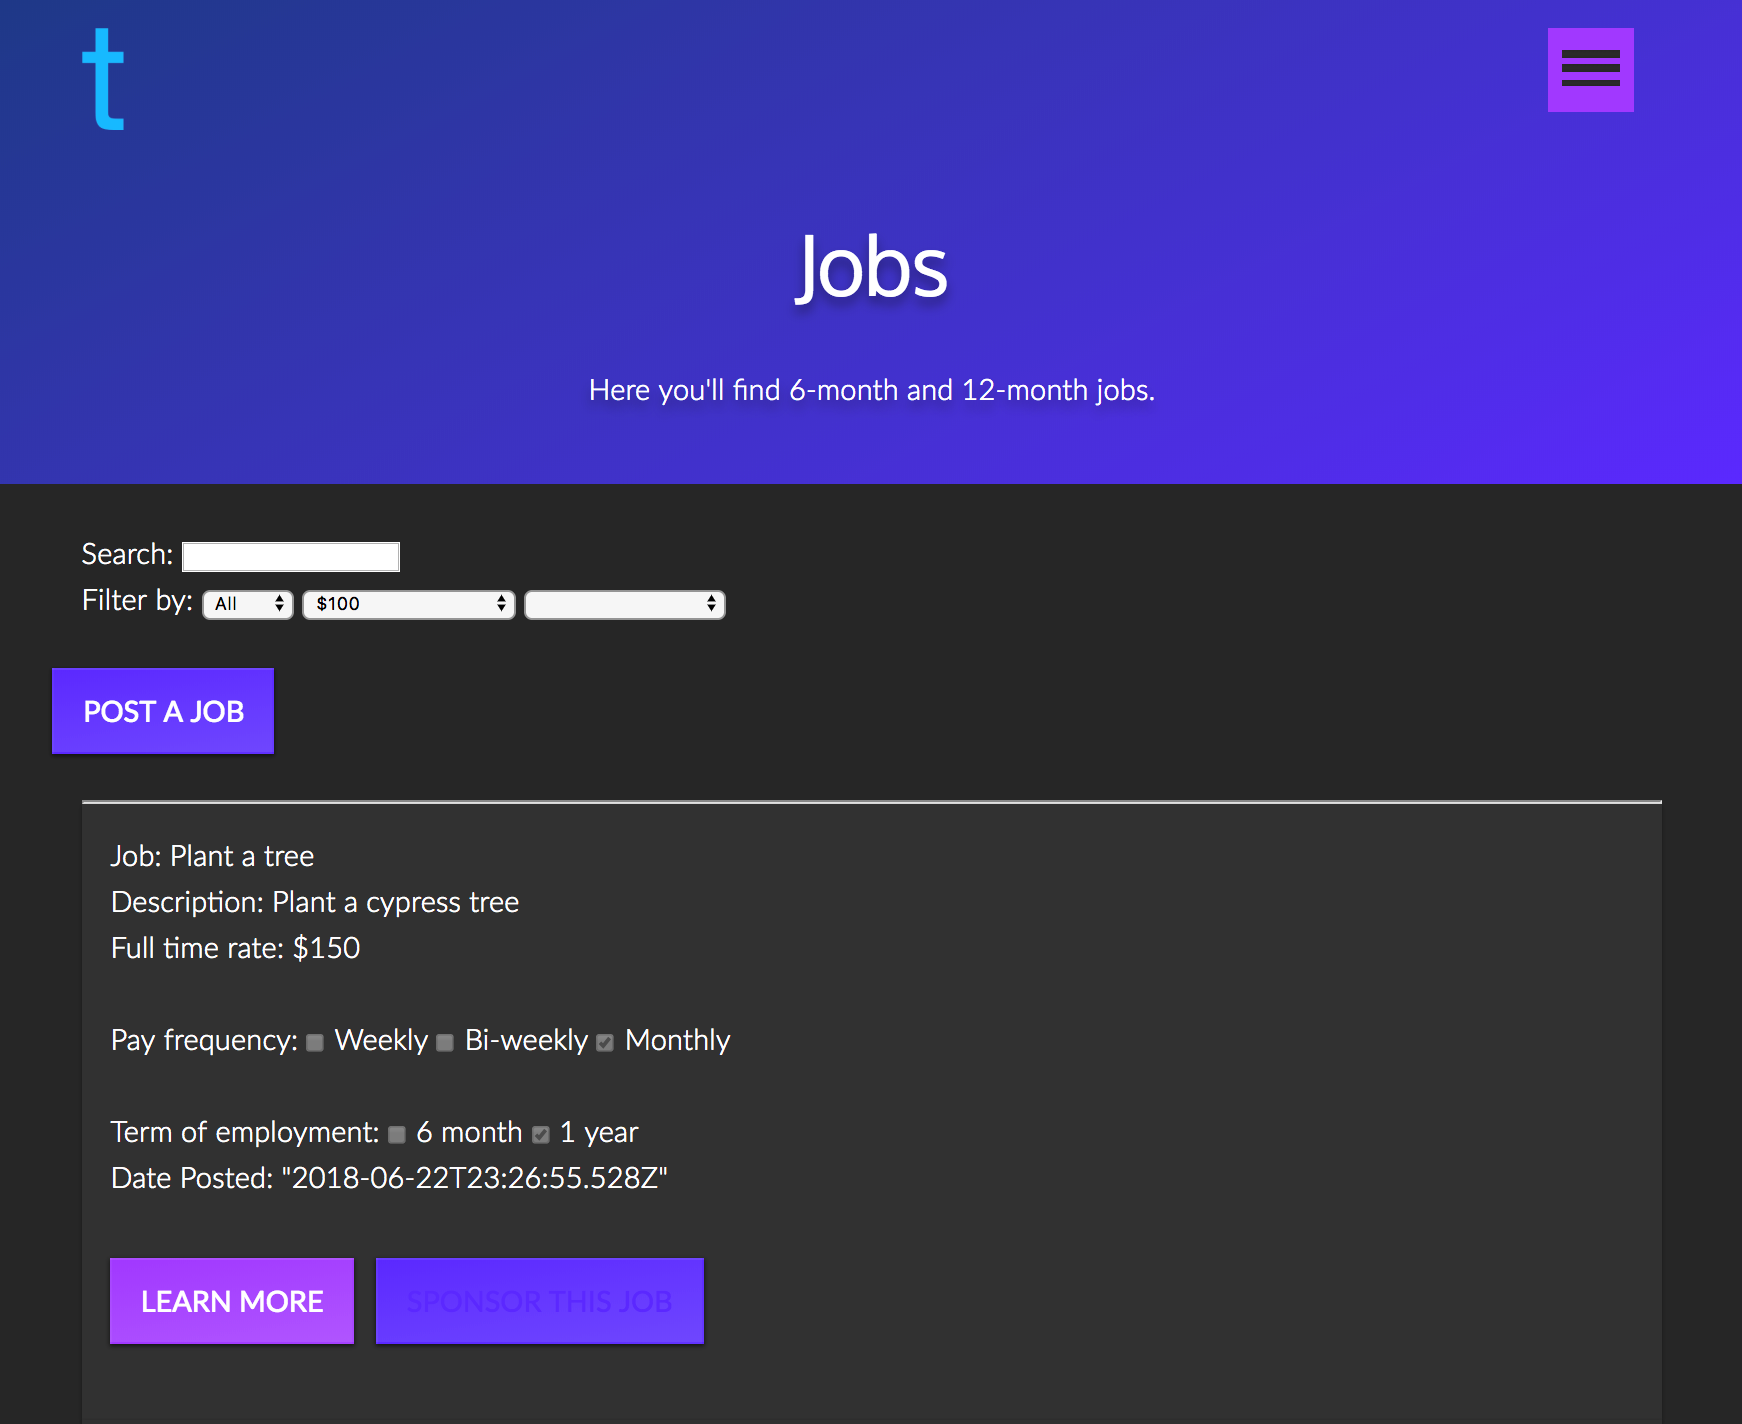 t
Jobs
Here you'll find 6-month and 12-month jobs.
Search:
Filter by: All $100
POST A JOB
Job: Plant a tree
Description: Plant a cypress tree
Full time rate: $150
Pay frequency: Weekly Bi-weekly Monthly
Term of employment: 6 month 1 year
Date Posted: "2018-06-22T23:26:55.528Z"
LEARN MORE SPONSOR THIS JOB